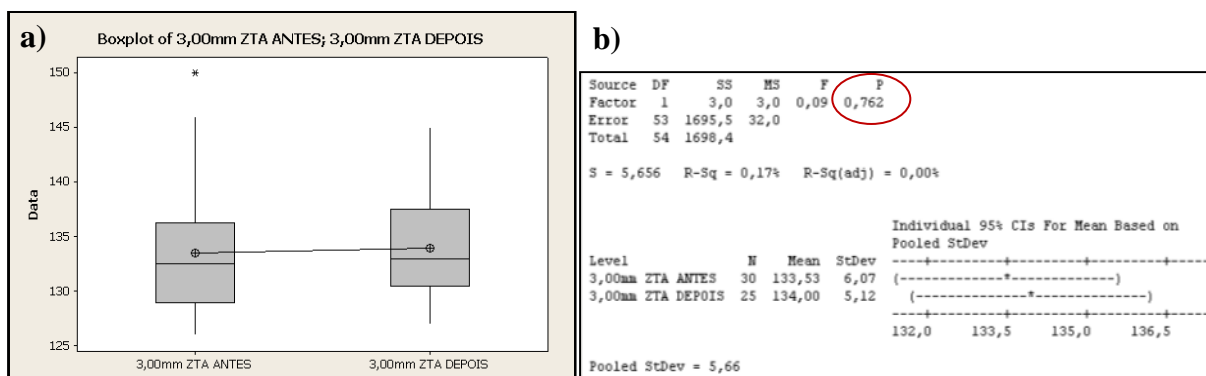 a)
Boxplot of 3,00mm ZTA ANTES; 3,00mm ZTA DEPOIS
150
145
140
135
130
125
Data
3,00mm ZTA ANTES 3,00mm ZTA DEPOIS
b)
Source DF SS MS F P
Factor 1 3,0 3,0 0,09 0,762
Error 53 1695,5 32,0
Total 54 1698,4
S = 5,656 R-Sq = 0,17% R-Sq(adj) = 0,00%
Individual 95% CIs For Mean Based on
Pooled StDev
Level N Mean StDev ----+---------+---------+---------+-----
3,00mm ZTA ANTES 30 133,53 6,07 (-------------*-------------)
3,00mm ZTA DEPOIS 25 134,00 5,12 (--------------*--------------)
----+---------+---------+---------+-----
132,0 133,5 135,0 136,5
Pooled StDev = 5,66